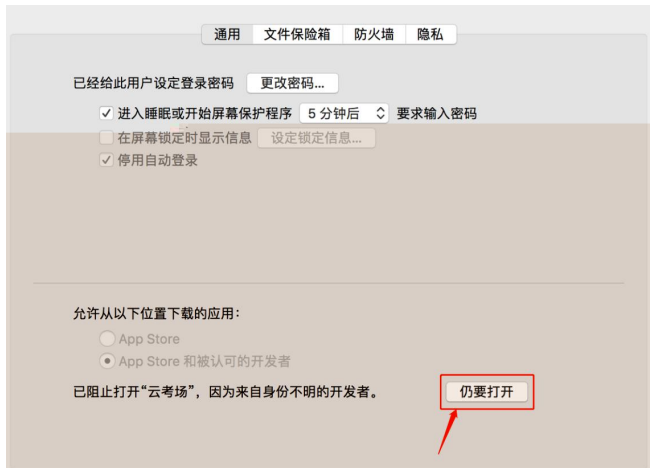 通用 文件保险箱 防火墙 隐私
已经给此用户设定登录密码 更改密码...
进入睡眠或开始屏幕保护程序 5 分钟后 要求输入密码
在屏幕锁定时显示信息 设定锁定信息...
停用自动登录
允许从以下位置下载的应用：
App Store
App Store 和被认可的开发者
已阻止打开“云考场”，因为来自身份不明的开发者。 仍要打开